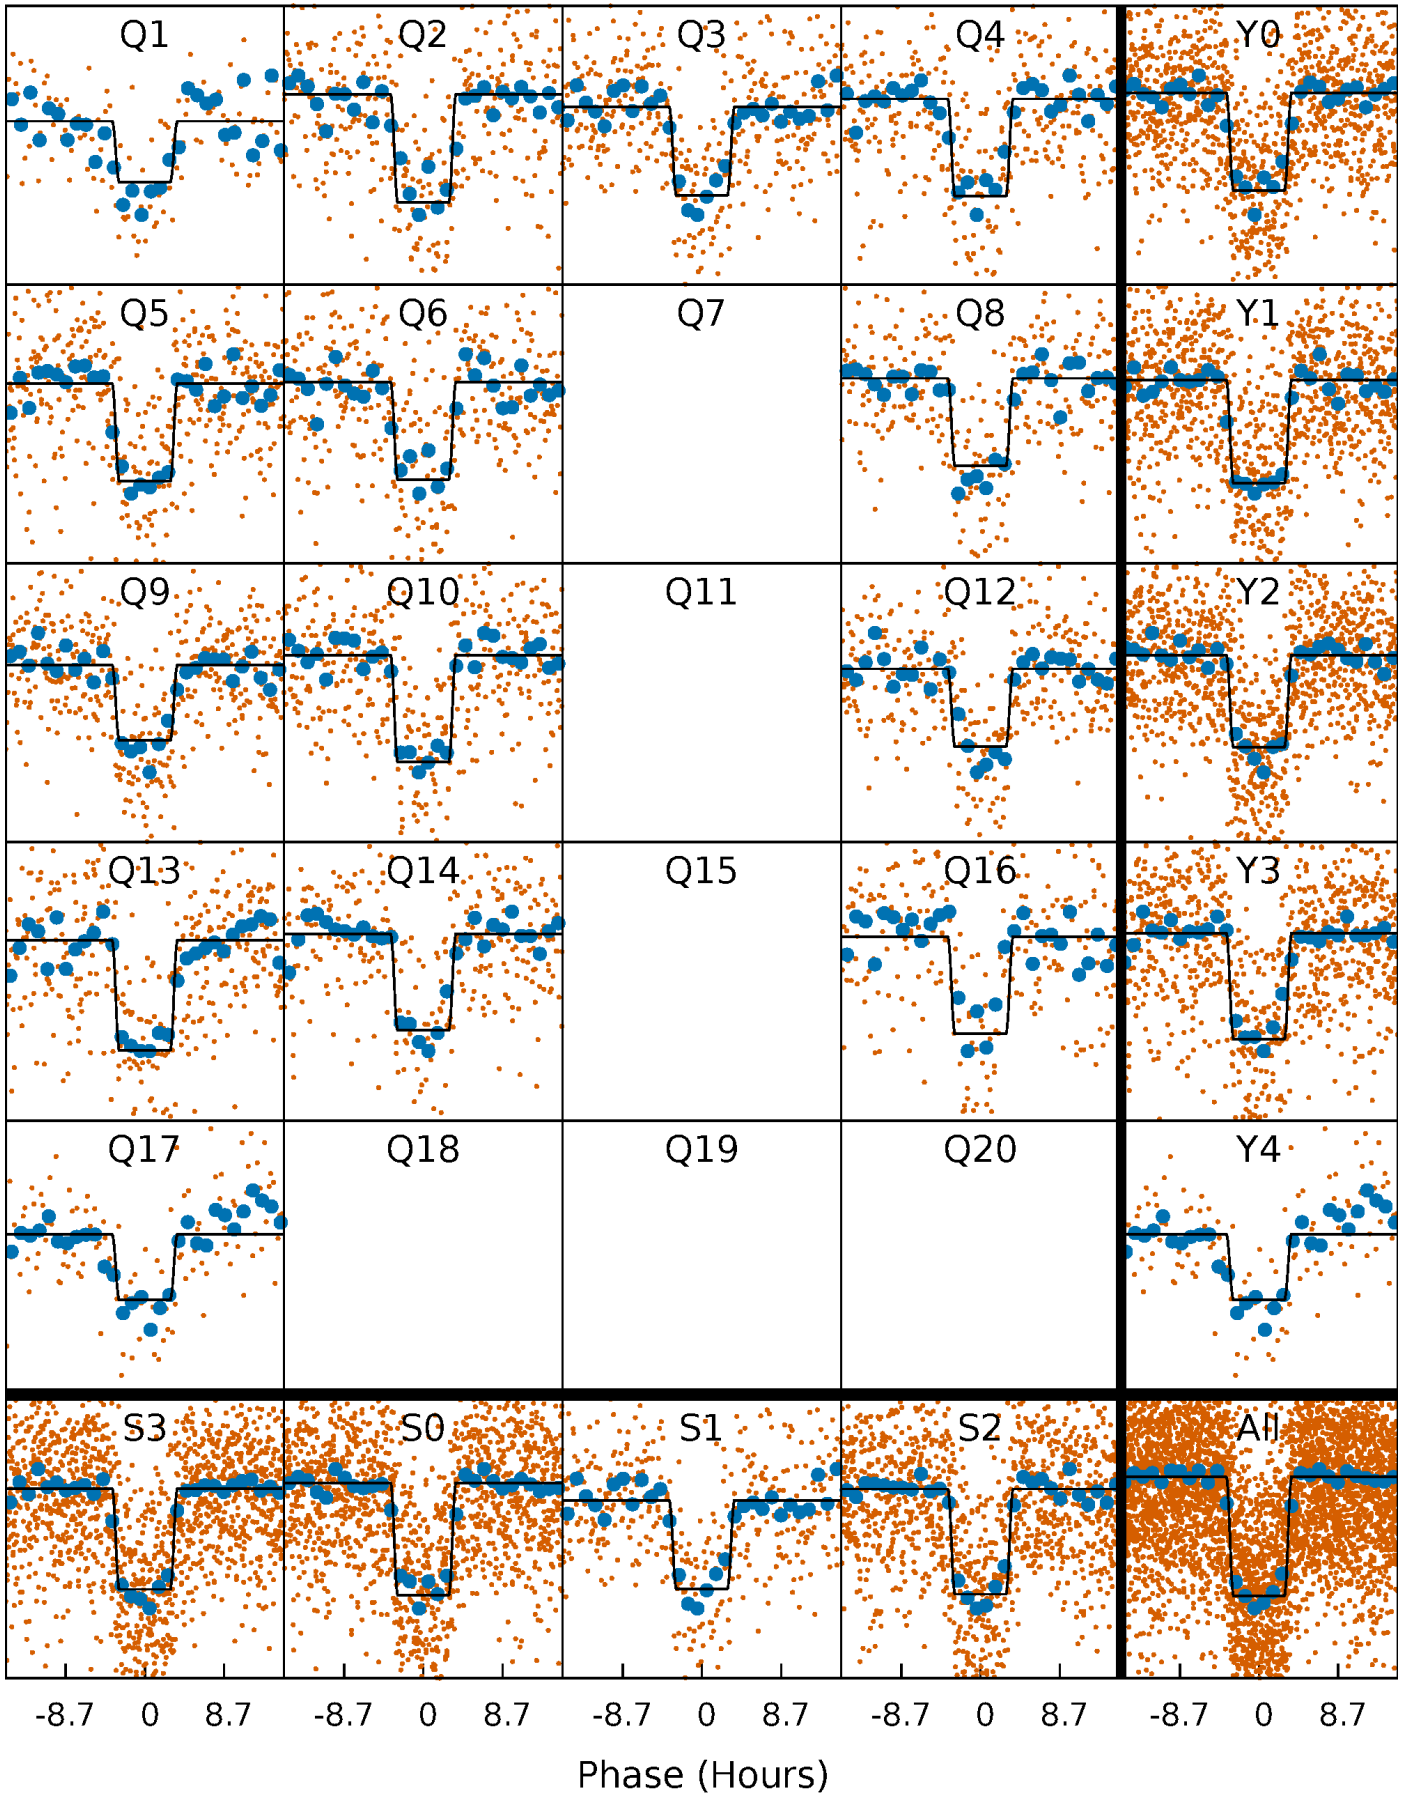 Q1 Q2 Q3 Q4 Y0
Q5 Q6 Q7 Q8 Y1
Q9 Q10 Q11 Q12 Y2
Q13 Q14 Q15 Q16 Y3
Q17 Q18 Q19 Q20 Y4
S3 S0 S1 S2 All
-8.7 0 8.7 -8.7 0 8.7 -8.7 0 8.7 -8.7 0 8.7 -8.7 0 8.7
Phase (Hours)